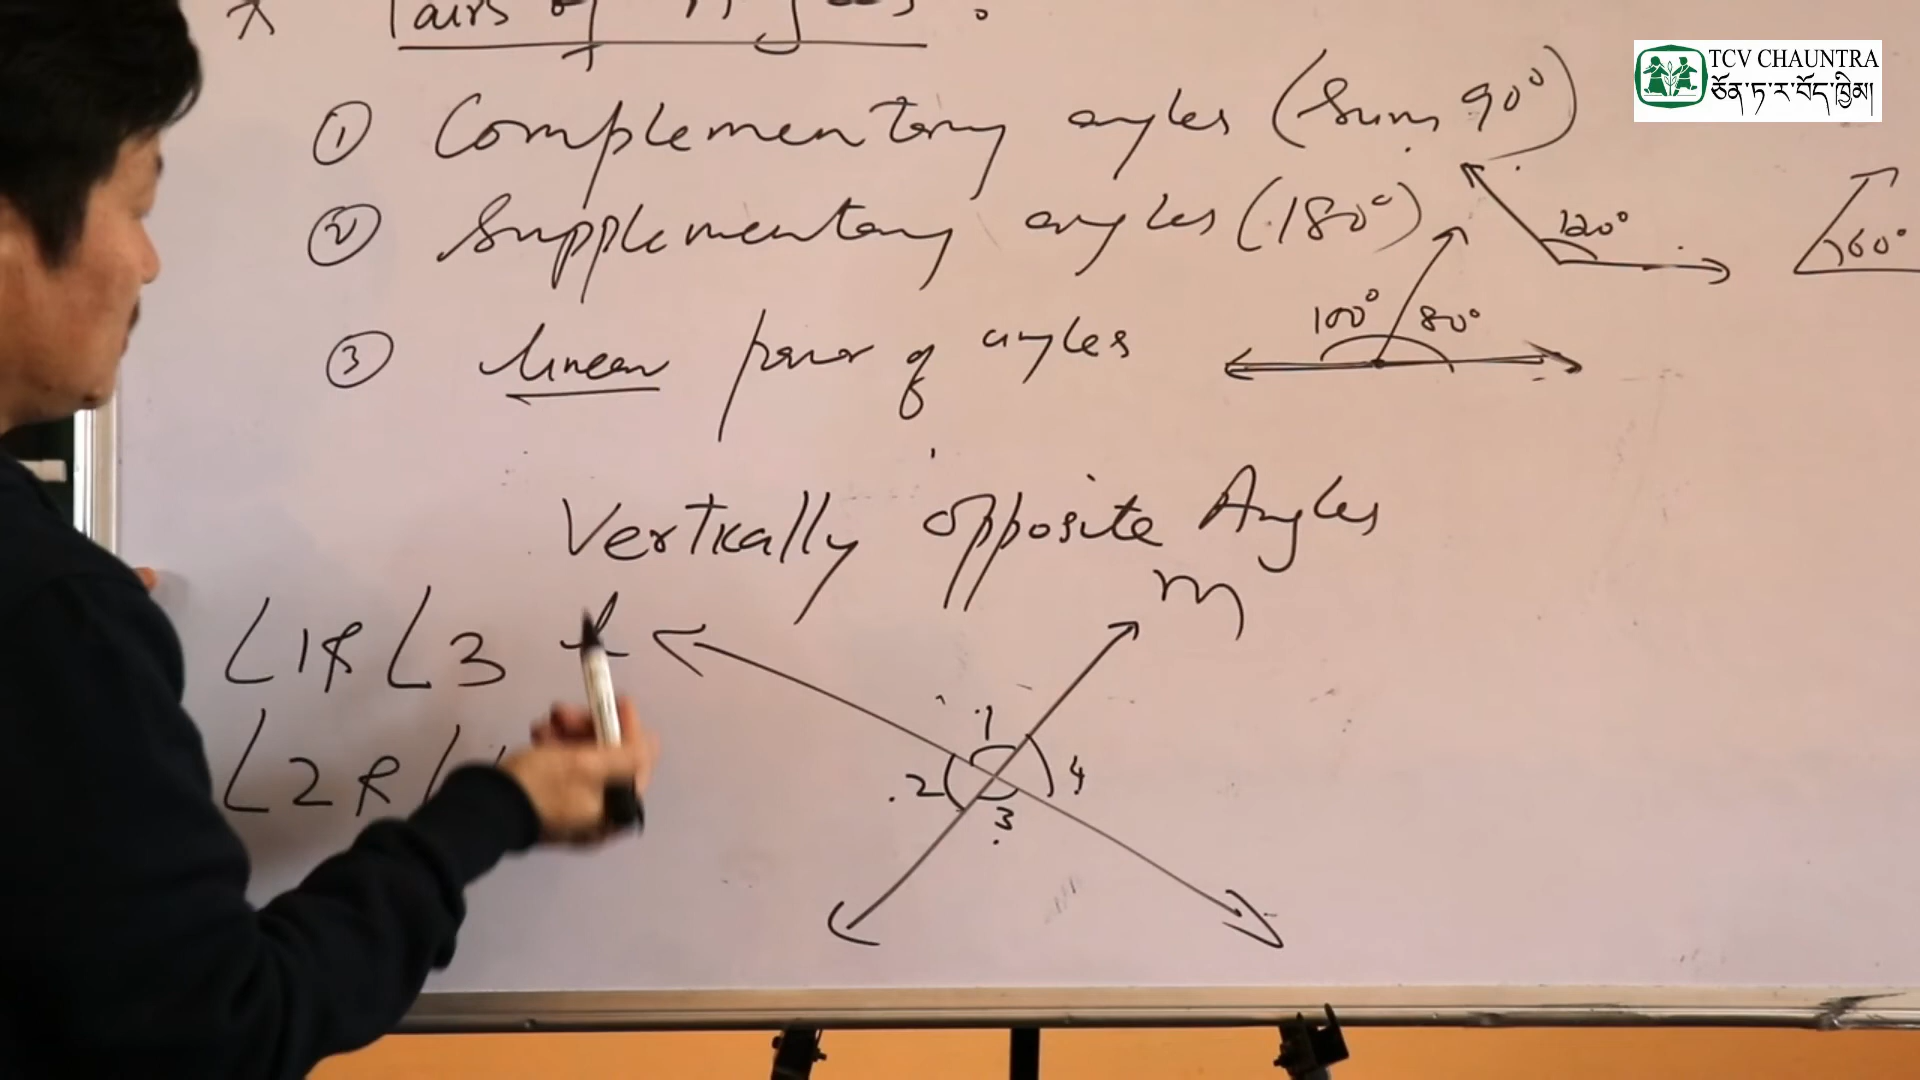 Pairs of Angles :
① Complementary angles (Sum 90°)
② Supplementary angles (180°)
120°
60°
③ linear pair of angles
100° 80°
Vertically opposite Angles
m
∠1 & ∠3
l
∠2 & ∠
1
2
4
3
TCV CHAUNTRA
ཅོན་ཏ་ར་བོད་ཁྱིམ།